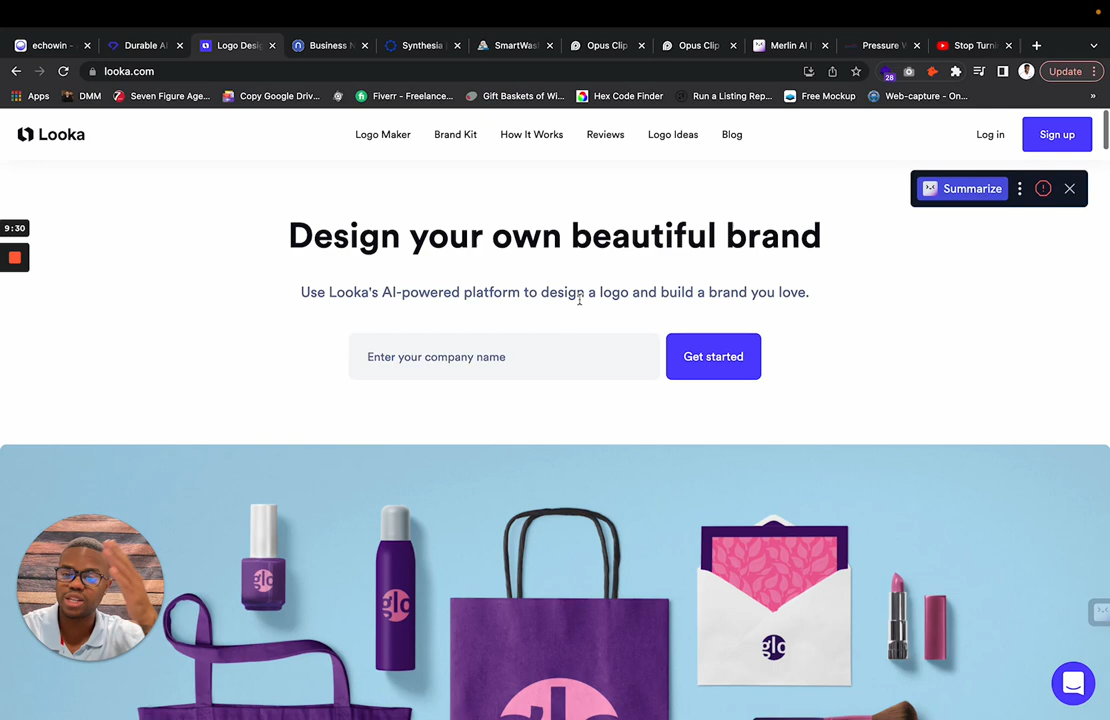 echowin -
Durable AI
Logo Desig
Business N
Synthesia
SmartWas
Opus Clip
Opus Clip
Merlin AI |
Pressure W
Stop Turni
looka.com
28
Update
Apps
DMM
Seven Figure Age...
Copy Google Driv...
Fiverr - Freelance...
Gift Baskets of Wi...
Hex Code Finder
Run a Listing Rep...
Free Mockup
Web-capture - On...
»
Looka
Logo Maker
Brand Kit
How It Works
Reviews
Logo Ideas
Blog
Log in
Sign up
Summarize
9:30
Design your own beautiful brand
Use Looka's AI-powered platform to design a logo and build a brand you love.
Enter your company name
Get started
glo
glo
glo
glo